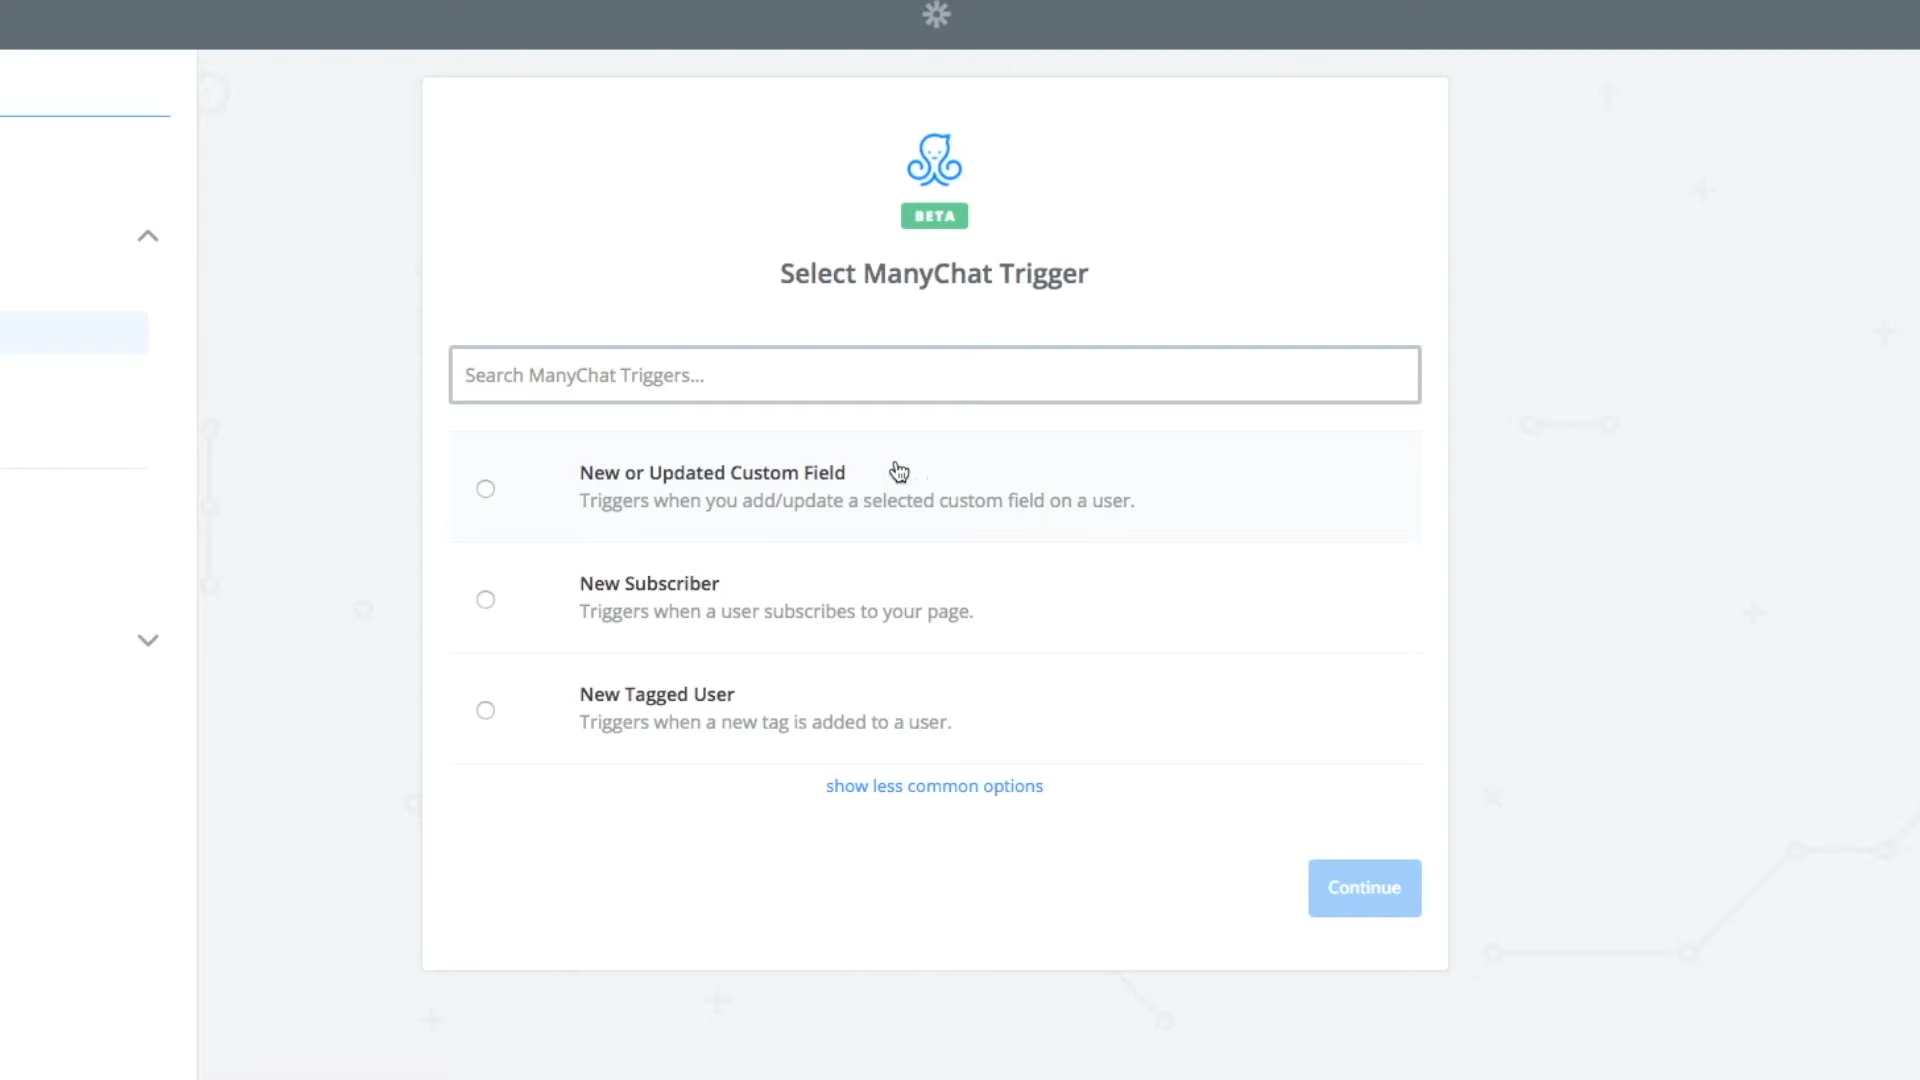 BETA
Select ManyChat Trigger
Search ManyChat Triggers...
New or Updated Custom Field
Triggers when you add/update a selected custom field on a user.
New Subscriber
Triggers when a user subscribes to your page.
New Tagged User
Triggers when a new tag is added to a user.
show less common options
Continue